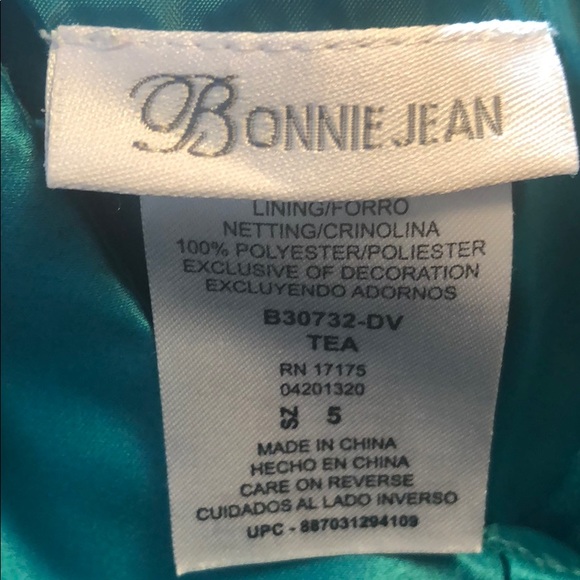 BONNIE JEAN
LINING/FORRO
NETTING/CRINOLINA
100% POLYESTER/POLIESTER
EXCLUSIVE OF DECORATION
EXCLUYENDO ADORNOS
B30732-DV
TEA
RN 17175
04201320
SZ 5
MADE IN CHINA
HECHO EN CHINA
CARE ON REVERSE
CUIDADOS AL LADO INVERSO
UPC - 887031294109